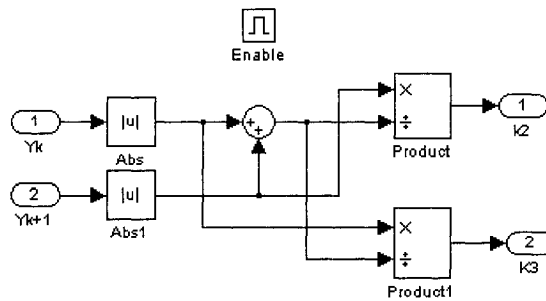 Enable
1
Yk
|u|
Abs
+
+
×
÷
Product
1
K2
2
Yk+1
|u|
Abs1
×
÷
Product1
2
K3